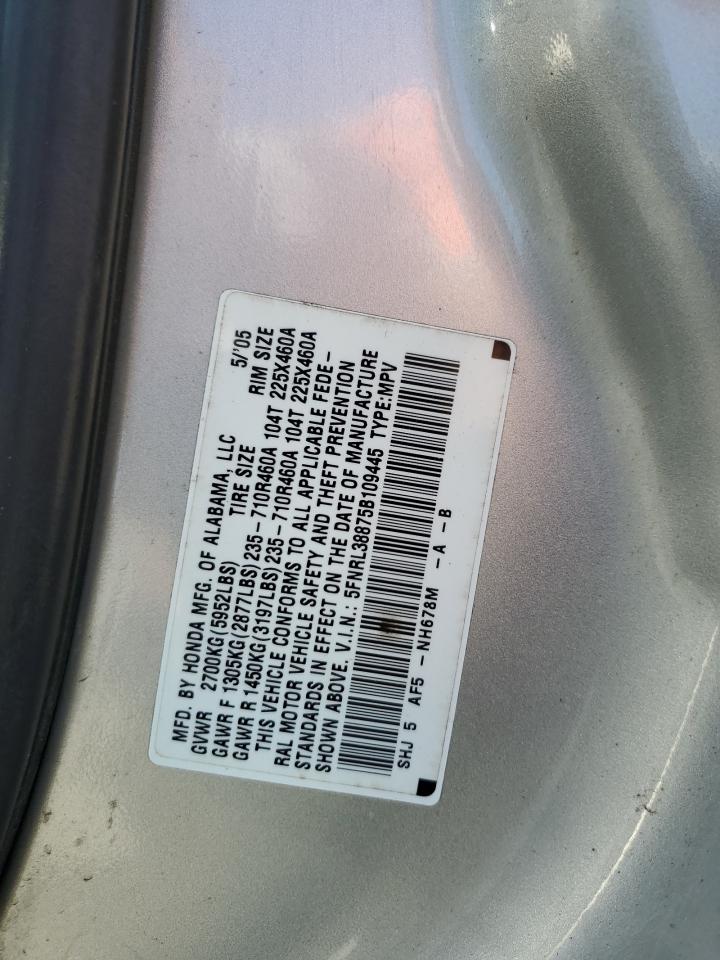 MFD. BY HONDA MFG. OF ALABAMA, LLC 5/'05
GVWR 2700KG(5952LBS) TIRE SIZE RIM SIZE
GAWR F 1305KG(2877LBS)235-710R460A 104T 225X460A
GAWR R 1450KG(3197LBS)235-710R460A 104T 225X460A
THIS VEHICLE CONFORMS TO ALL APPLICABLE FEDE-
RAL MOTOR VEHICLE SAFETY AND THEFT PREVENTION
STANDARDS IN EFFECT ON THE DATE OF MANUFACTURE
SHOWN ABOVE. V.I.N.: 5FNRL38875B109445 TYPE:MPV
SHJ 5 AF5 -NH678M -A -B